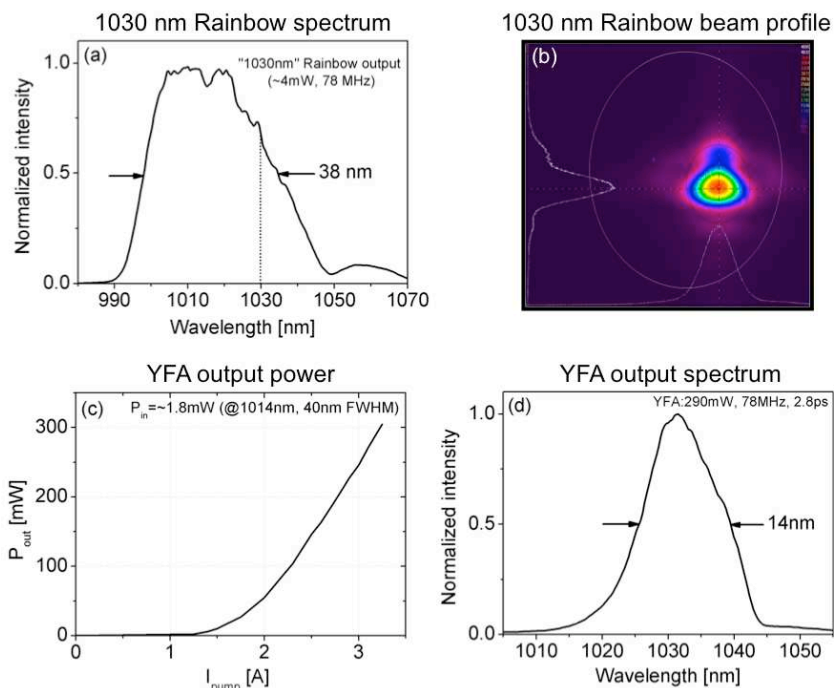 1030 nm Rainbow spectrum
1030 nm Rainbow beam profile
(a)
"1030nm" Rainbow output
(~4mW, 78 MHz)
38 nm
Normalized intensity
1.0
0.5
0.0
990 1010 1030 1050 1070
Wavelength [nm]
(b)
YFA output power
YFA output spectrum
(c)
P_in=~1.8mW (@1014nm, 40nm FWHM)
P_out [mW]
300
200
100
0
0 1 2 3
I_pump [A]
(d)
YFA:290mW, 78MHz, 2.8ps
14nm
Normalized intensity
1.0
0.5
0.0
1010 1020 1030 1040 1050
Wavelength [nm]